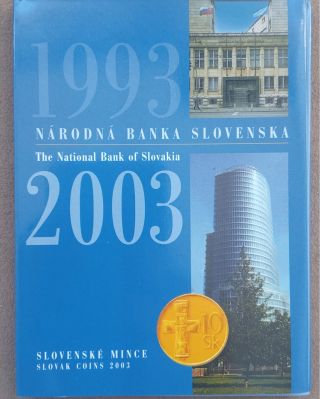 1993
NÁRODNÁ BANKA SLOVENSKA
The National Bank of Slovakia
2003
10
SK
SLOVENSKÉ MINCE
SLOVAK COINS 2003